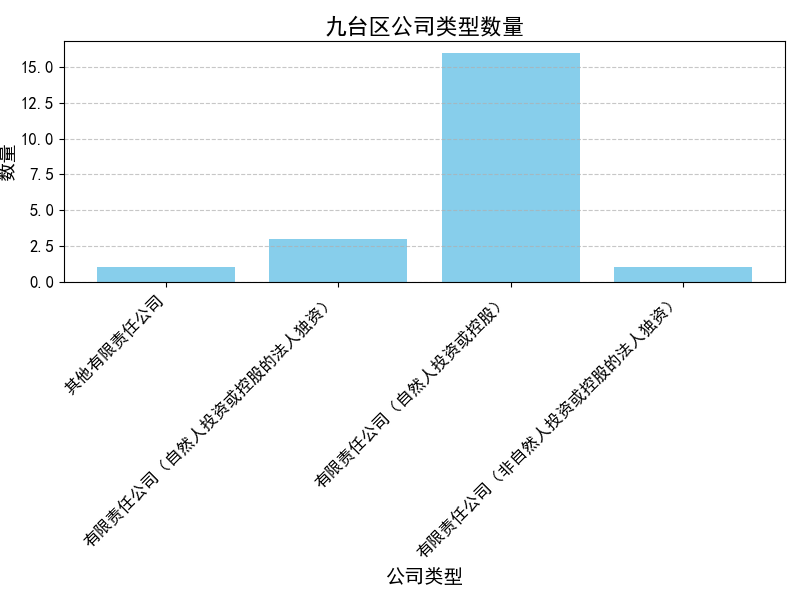 九台区公司类型数量
数量
15.0
12.5
10.0
7.5
5.0
2.5
0.0
其他有限责任公司
有限责任公司（自然人投资或控股的法人独资）
有限责任公司（自然人投资或控股）
有限责任公司（非自然人投资或控股的法人独资）
公司类型